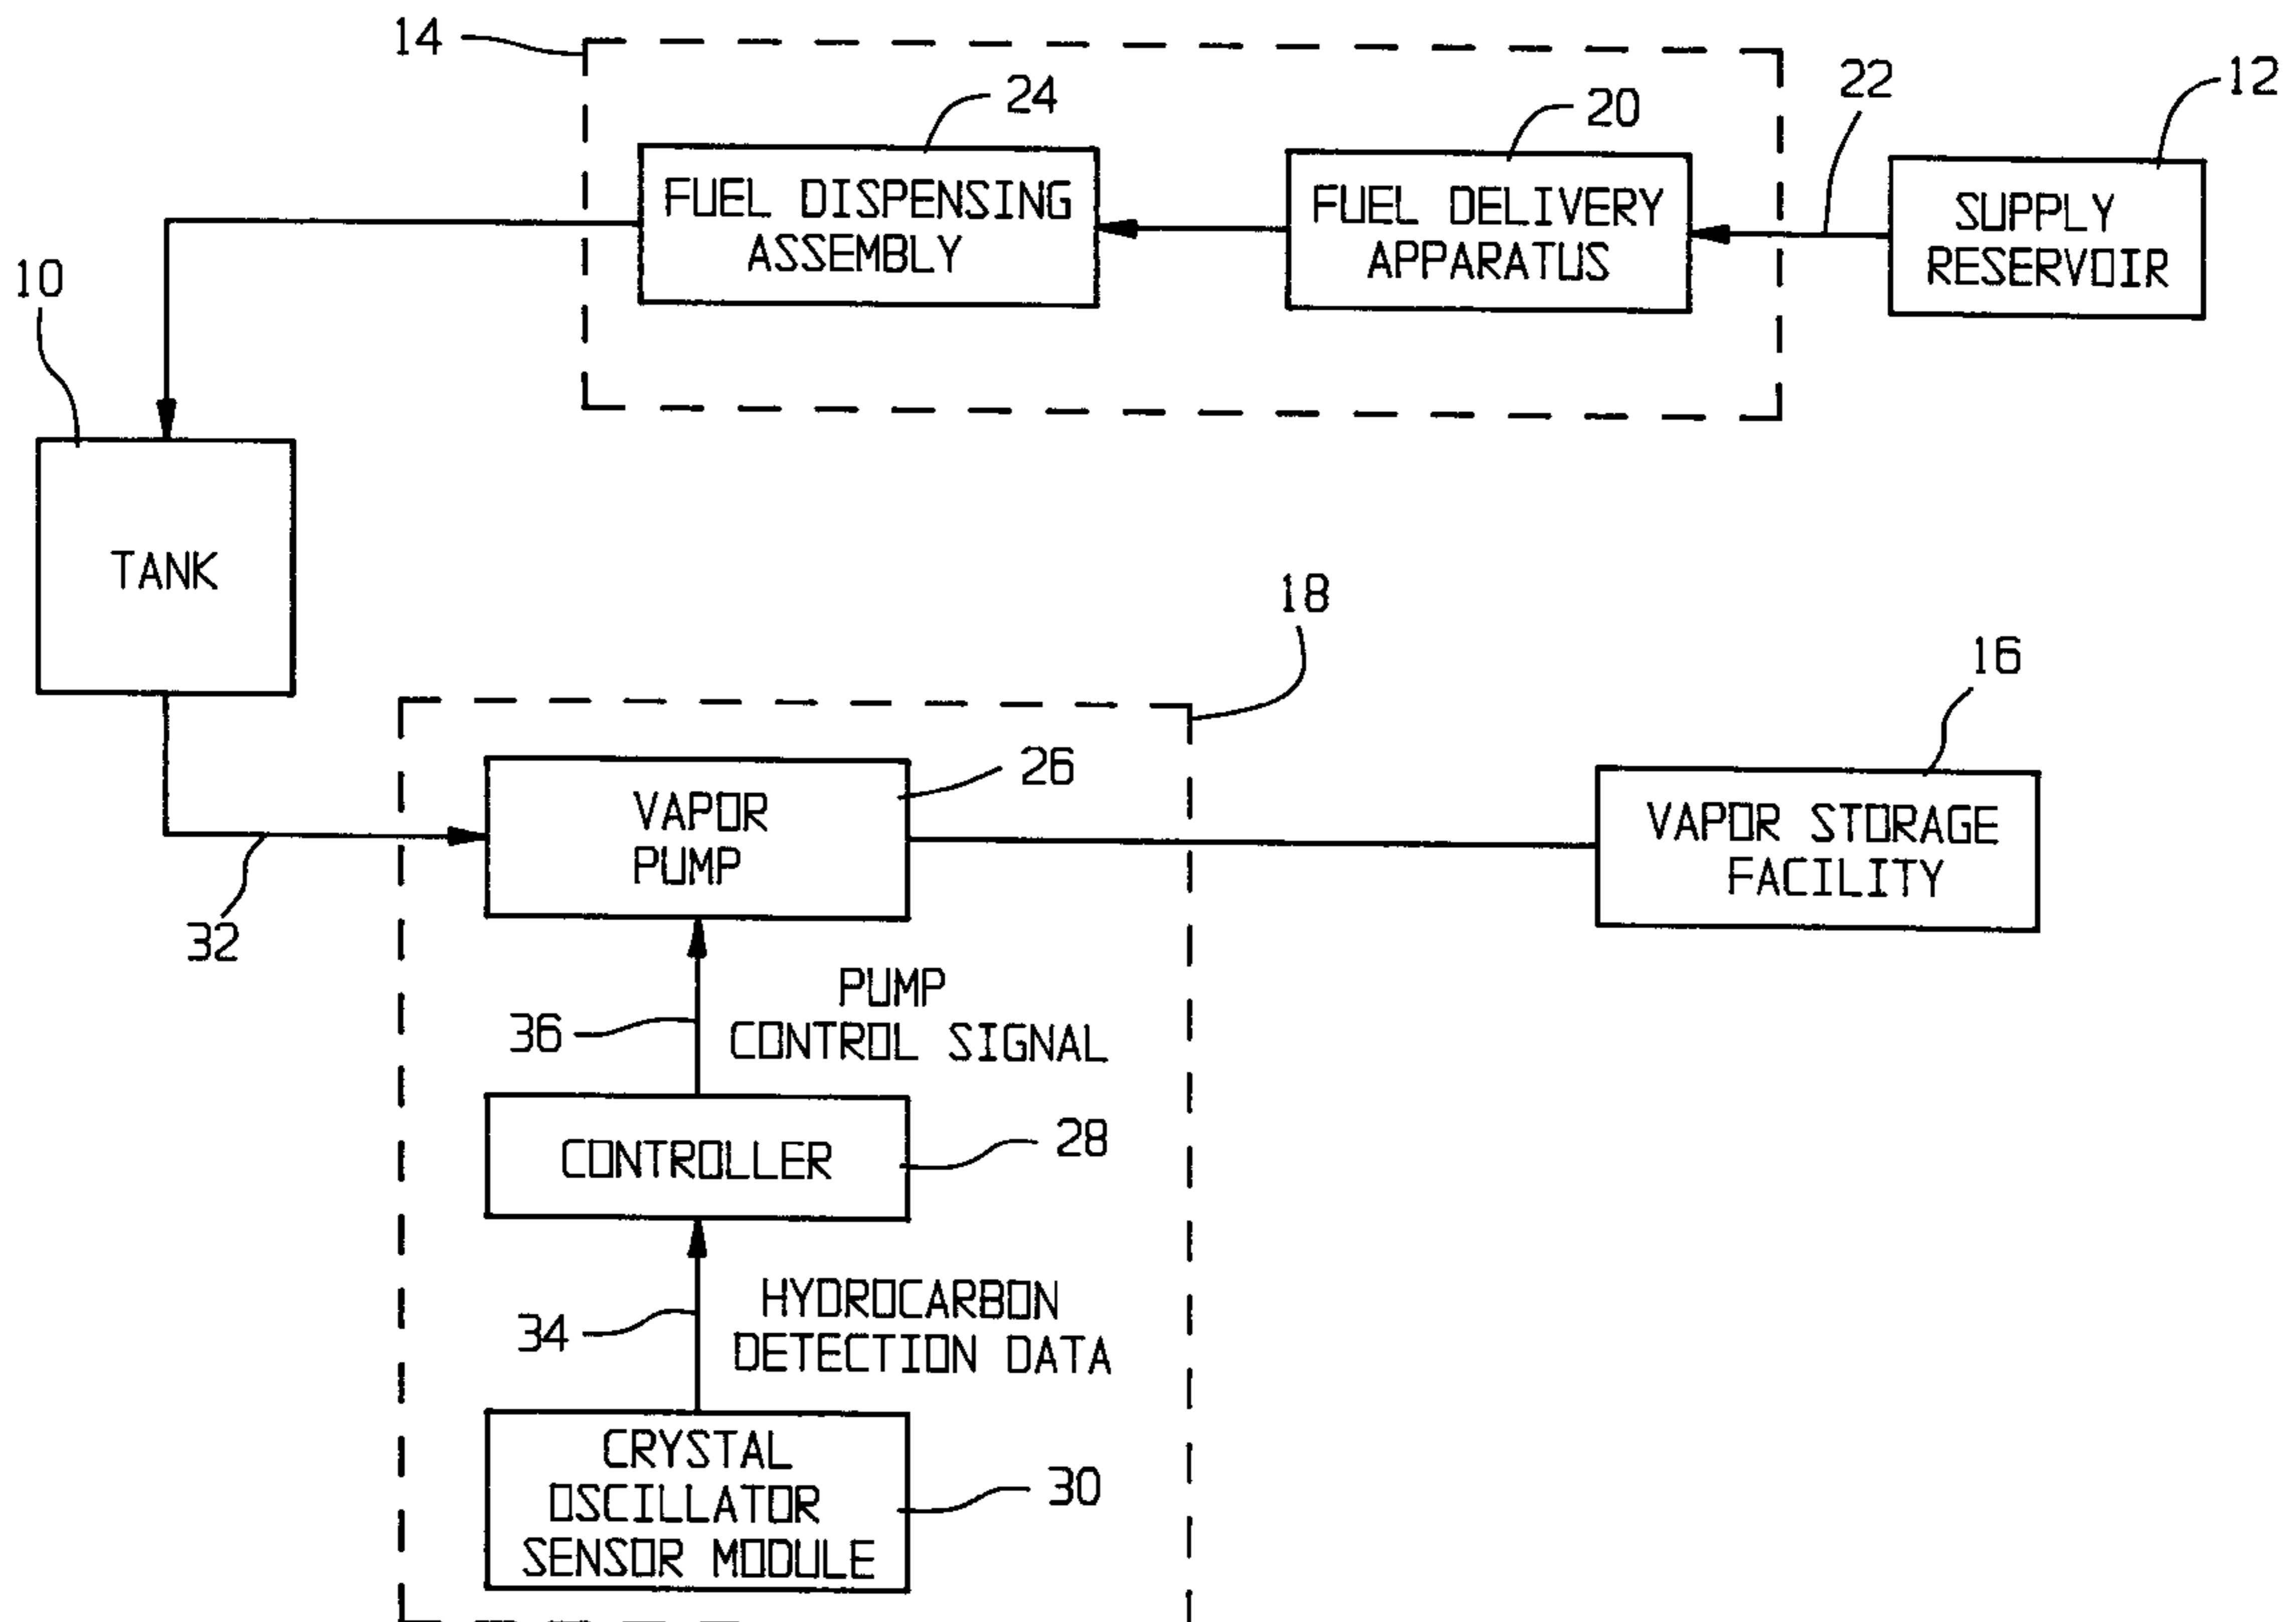 14
24
20
22
12
FUEL DISPENSING
ASSEMBLY
FUEL DELIVERY
APPARATUS
SUPPLY
RESERVOIR
10
TANK
18
16
26
VAPOR
PUMP
VAPOR STORAGE
FACILITY
32
PUMP
CONTROL SIGNAL
36
CONTROLLER
28
HYDROCARBON
DETECTION DATA
34
CRYSTAL
OSCILLATOR
SENSOR MODULE
30